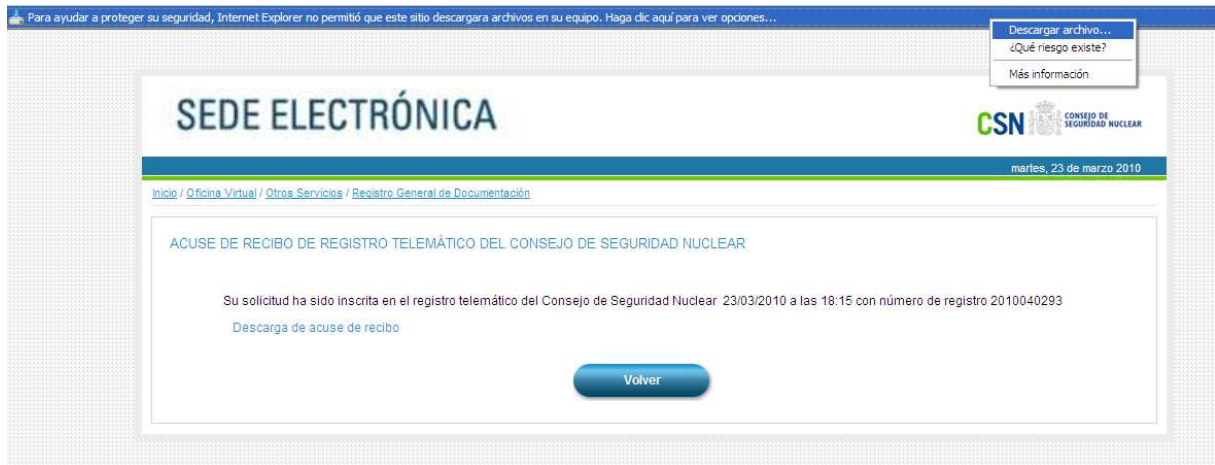 Para ayudar a proteger su seguridad, Internet Explorer no permitió que este sitio descargara archivos en su equipo. Haga clic aquí para ver opciones...
Descargar archivo...
¿Qué riesgo existe?
Más información
SEDE ELECTRÓNICA
CSN
CONSEJO DE
SEGURIDAD NUCLEAR
martes, 23 de marzo 2010
Inicio / Oficina Virtual / Otros Servicios / Registro General de Documentación
ACUSE DE RECIBO DE REGISTRO TELEMÁTICO DEL CONSEJO DE SEGURIDAD NUCLEAR
Su solicitud ha sido inscrita en el registro telemático del Consejo de Seguridad Nuclear 23/03/2010 a las 18:15 con número de registro 2010040293
Descarga de acuse de recibo
Volver